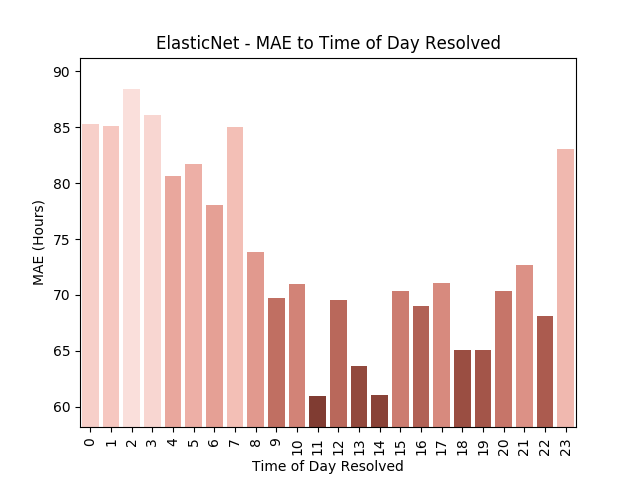 ElasticNet - MAE to Time of Day Resolved
MAE (Hours)
90
85
80
75
70
65
60
0 1 2 3 4 5 6 7 8 9 10 11 12 13 14 15 16 17 18 19 20 21 22 23
Time of Day Resolved